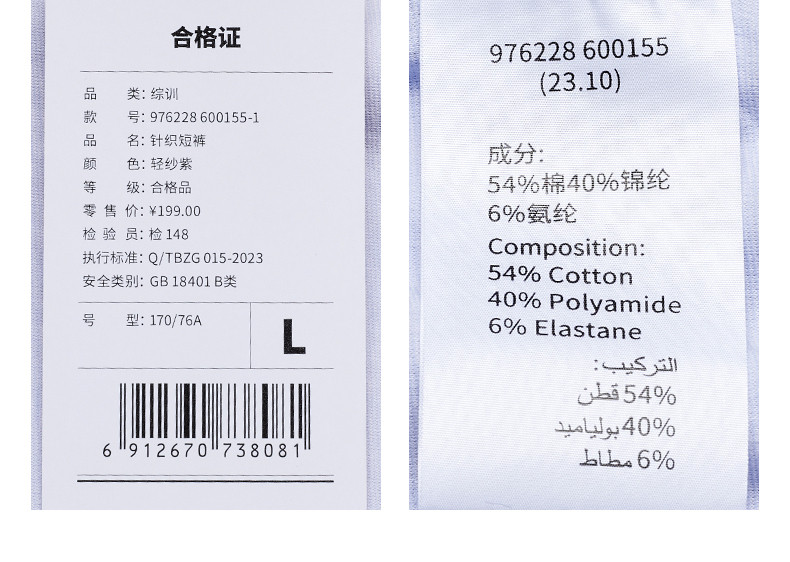 合格证
品 类: 综训
款 号: 976228 600155-1
品 名: 针织短裤
颜 色: 轻纱紫
等 级: 合格品
零 售 价: ¥199.00
检 验 员: 检 148
执行标准: Q/TBZG 015-2023
安全类别: GB 18401 B类
号 型: 170/76A
L
6 912670 738081
976228 600155
(23.10)
成分:
54%棉40%锦纶
6%氨纶
Composition:
54% Cotton
40% Polyamide
6% Elastane
التركيب:
54% قطن
40% بولياميد
6% مطاط